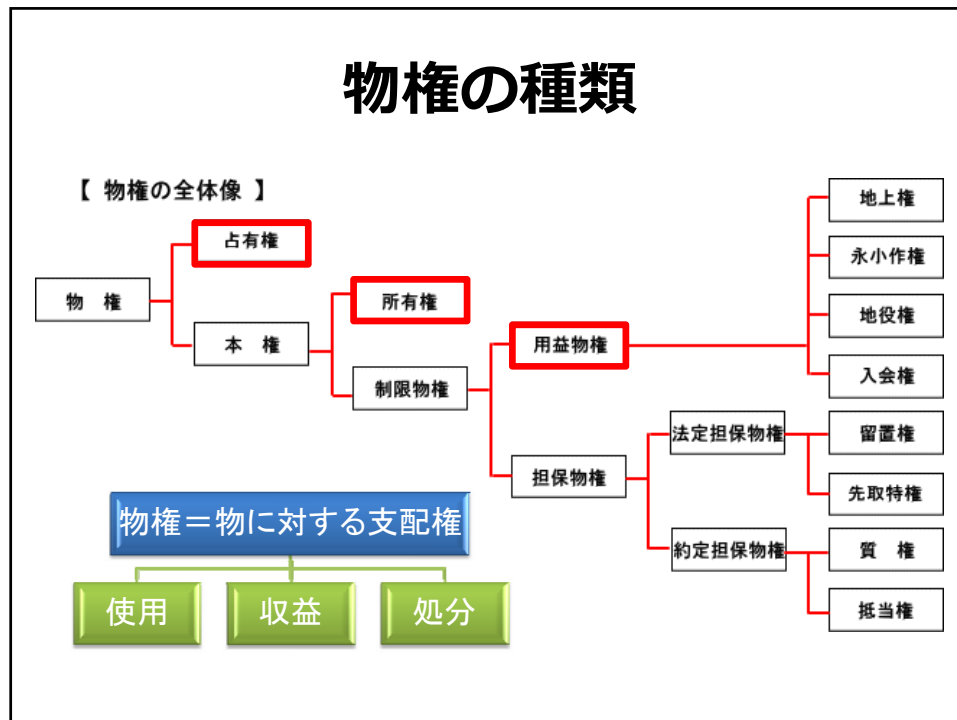 物権の種類
【 物権の全体像 】
物　権
占有権
本　権
所有権
制限物権
用益物権
担保物権
法定担保物権
約定担保物権
地上権
永小作権
地役権
入会権
留置権
先取特権
質　権
抵当権
物権＝物に対する支配権
使用
収益
処分